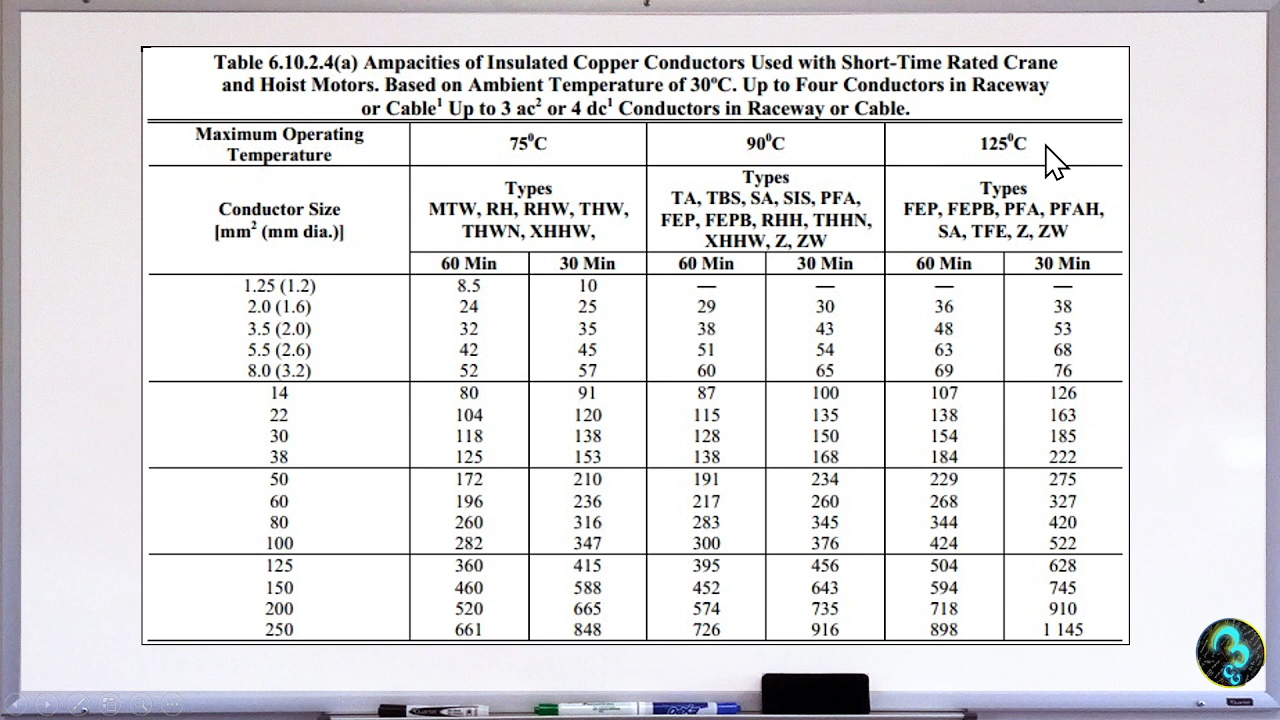 Table 6.10.2.4(a) Ampacities of Insulated Copper Conductors Used with Short-Time Rated Crane
and Hoist Motors. Based on Ambient Temperature of 30ºC. Up to Four Conductors in Raceway
or Cable¹ Up to 3 ac² or 4 dc¹ Conductors in Raceway or Cable.
Maximum Operating
Temperature
75⁰C
90⁰C
125⁰C
Conductor Size
[mm² (mm dia.)]
Types
MTW, RH, RHW, THW,
THWN, XHHW,
Types
TA, TBS, SA, SIS, PFA,
FEP, FEPB, RHH, THHN,
XHHW, Z, ZW
Types
FEP, FEPB, PFA, PFAH,
SA, TFE, Z, ZW
60 Min 30 Min 60 Min 30 Min 60 Min 30 Min
1.25 (1.2) 8.5 10 — — — —
2.0 (1.6) 24 25 29 30 36 38
3.5 (2.0) 32 35 38 43 48 53
5.5 (2.6) 42 45 51 54 63 68
8.0 (3.2) 52 57 60 65 69 76
14 80 91 87 100 107 126
22 104 120 115 135 138 163
30 118 138 128 150 154 185
38 125 153 138 168 184 222
50 172 210 191 234 229 275
60 196 236 217 260 268 327
80 260 316 283 345 344 420
100 282 347 300 376 424 522
125 360 415 395 456 504 628
150 460 588 452 643 594 745
200 520 665 574 735 718 910
250 661 848 726 916 898 1 145